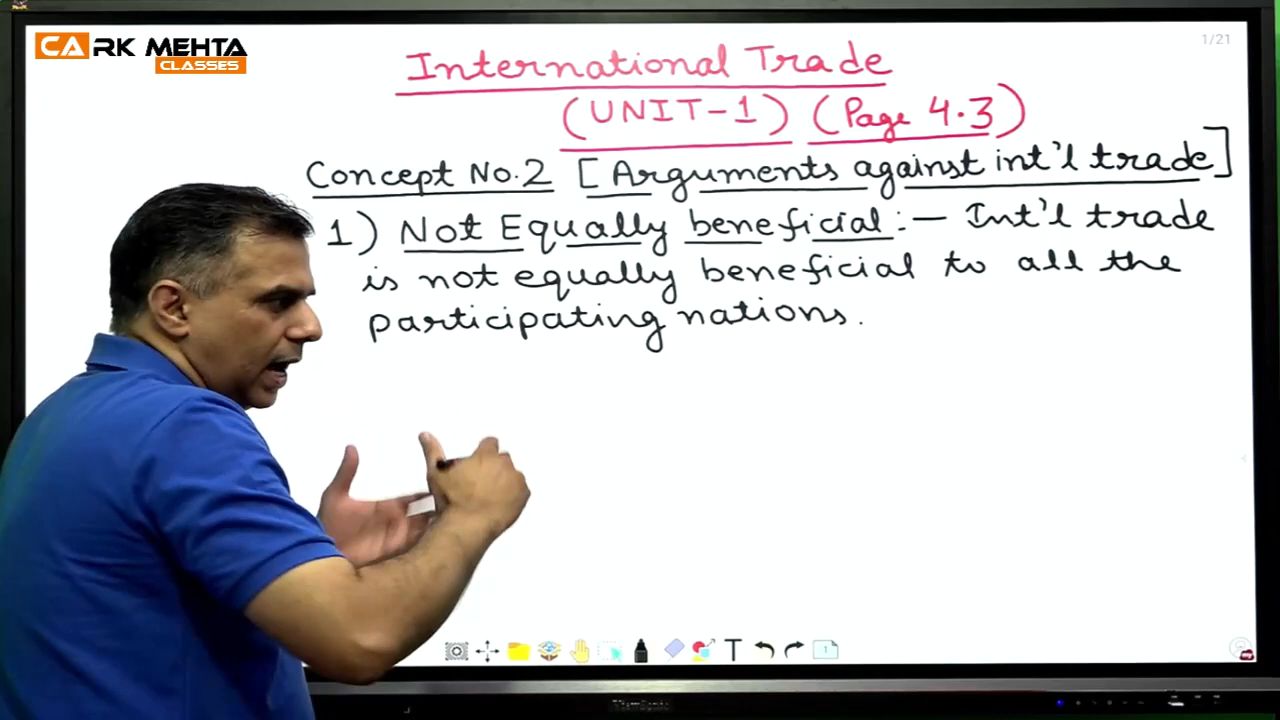 CA RK MEHTA
CLASSES
1/21
International Trade
(UNIT-1) (Page 4.3)
Concept No.2 [Arguments against int'l trade]
1) Not Equally beneficial :- Int'l trade
is not equally beneficial to all the
participating nations.